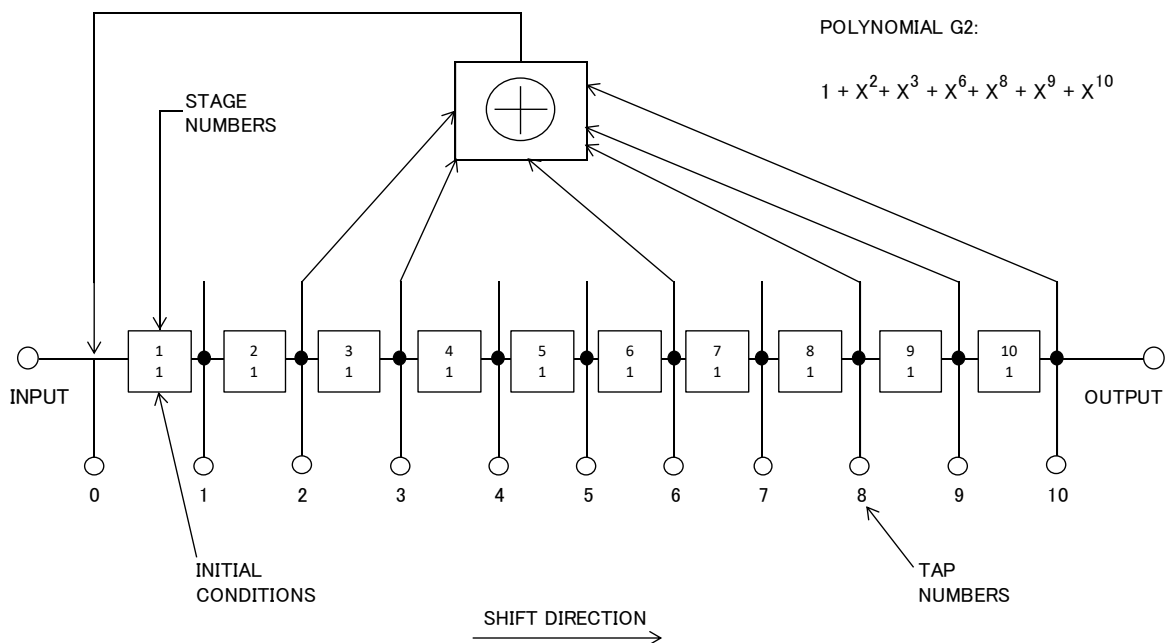 POLYNOMIAL G2:
1 + X² + X³ + X⁶ + X⁸ + X⁹ + X¹⁰
STAGE
NUMBERS
1 2 3 4 5 6 7 8 9 10
1 1 1 1 1 1 1 1 1 1
INPUT
OUTPUT
0 1 2 3 4 5 6 7 8 9 10
INITIAL
CONDITIONS
TAP
NUMBERS
SHIFT DIRECTION